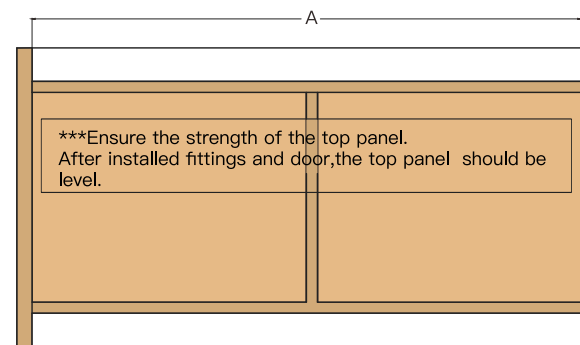 A
***Ensure the strength of the top panel.
After installed fittings and door,the top panel  should be
level.